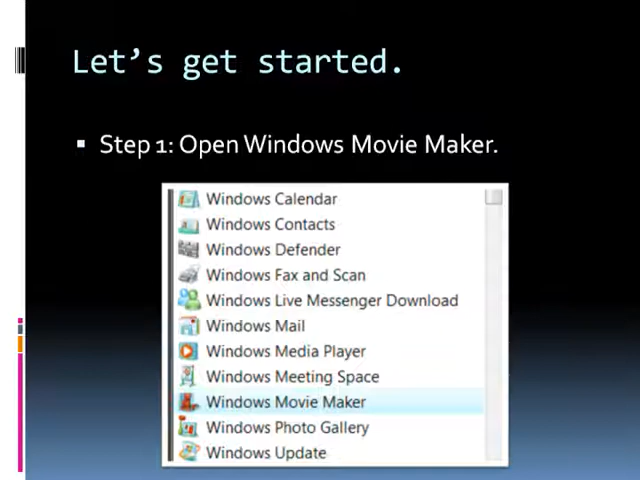 Let’s get started.
Step 1: Open Windows Movie Maker.
Windows Calendar
Windows Contacts
Windows Defender
Windows Fax and Scan
Windows Live Messenger Download
Windows Mail
Windows Media Player
Windows Meeting Space
Windows Movie Maker
Windows Photo Gallery
Windows Update